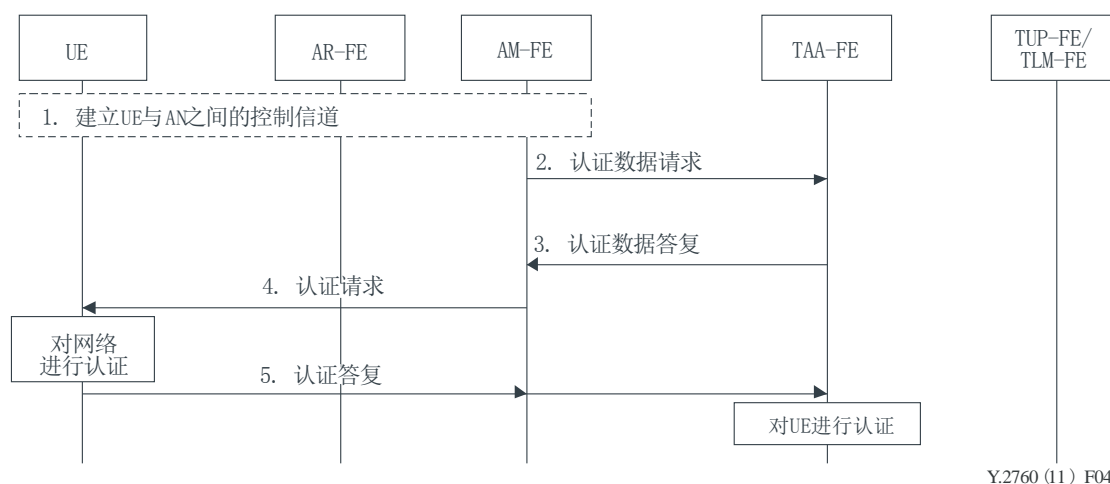 UE
AR-FE
AM-FE
TAA-FE
TUP-FE/
TLM-FE
1. 建立UE与AN之间的控制信道
2. 认证数据请求
3. 认证数据答复
4. 认证请求
对网络
进行认证
5. 认证答复
对UE进行认证
Y.2760 (11) F04